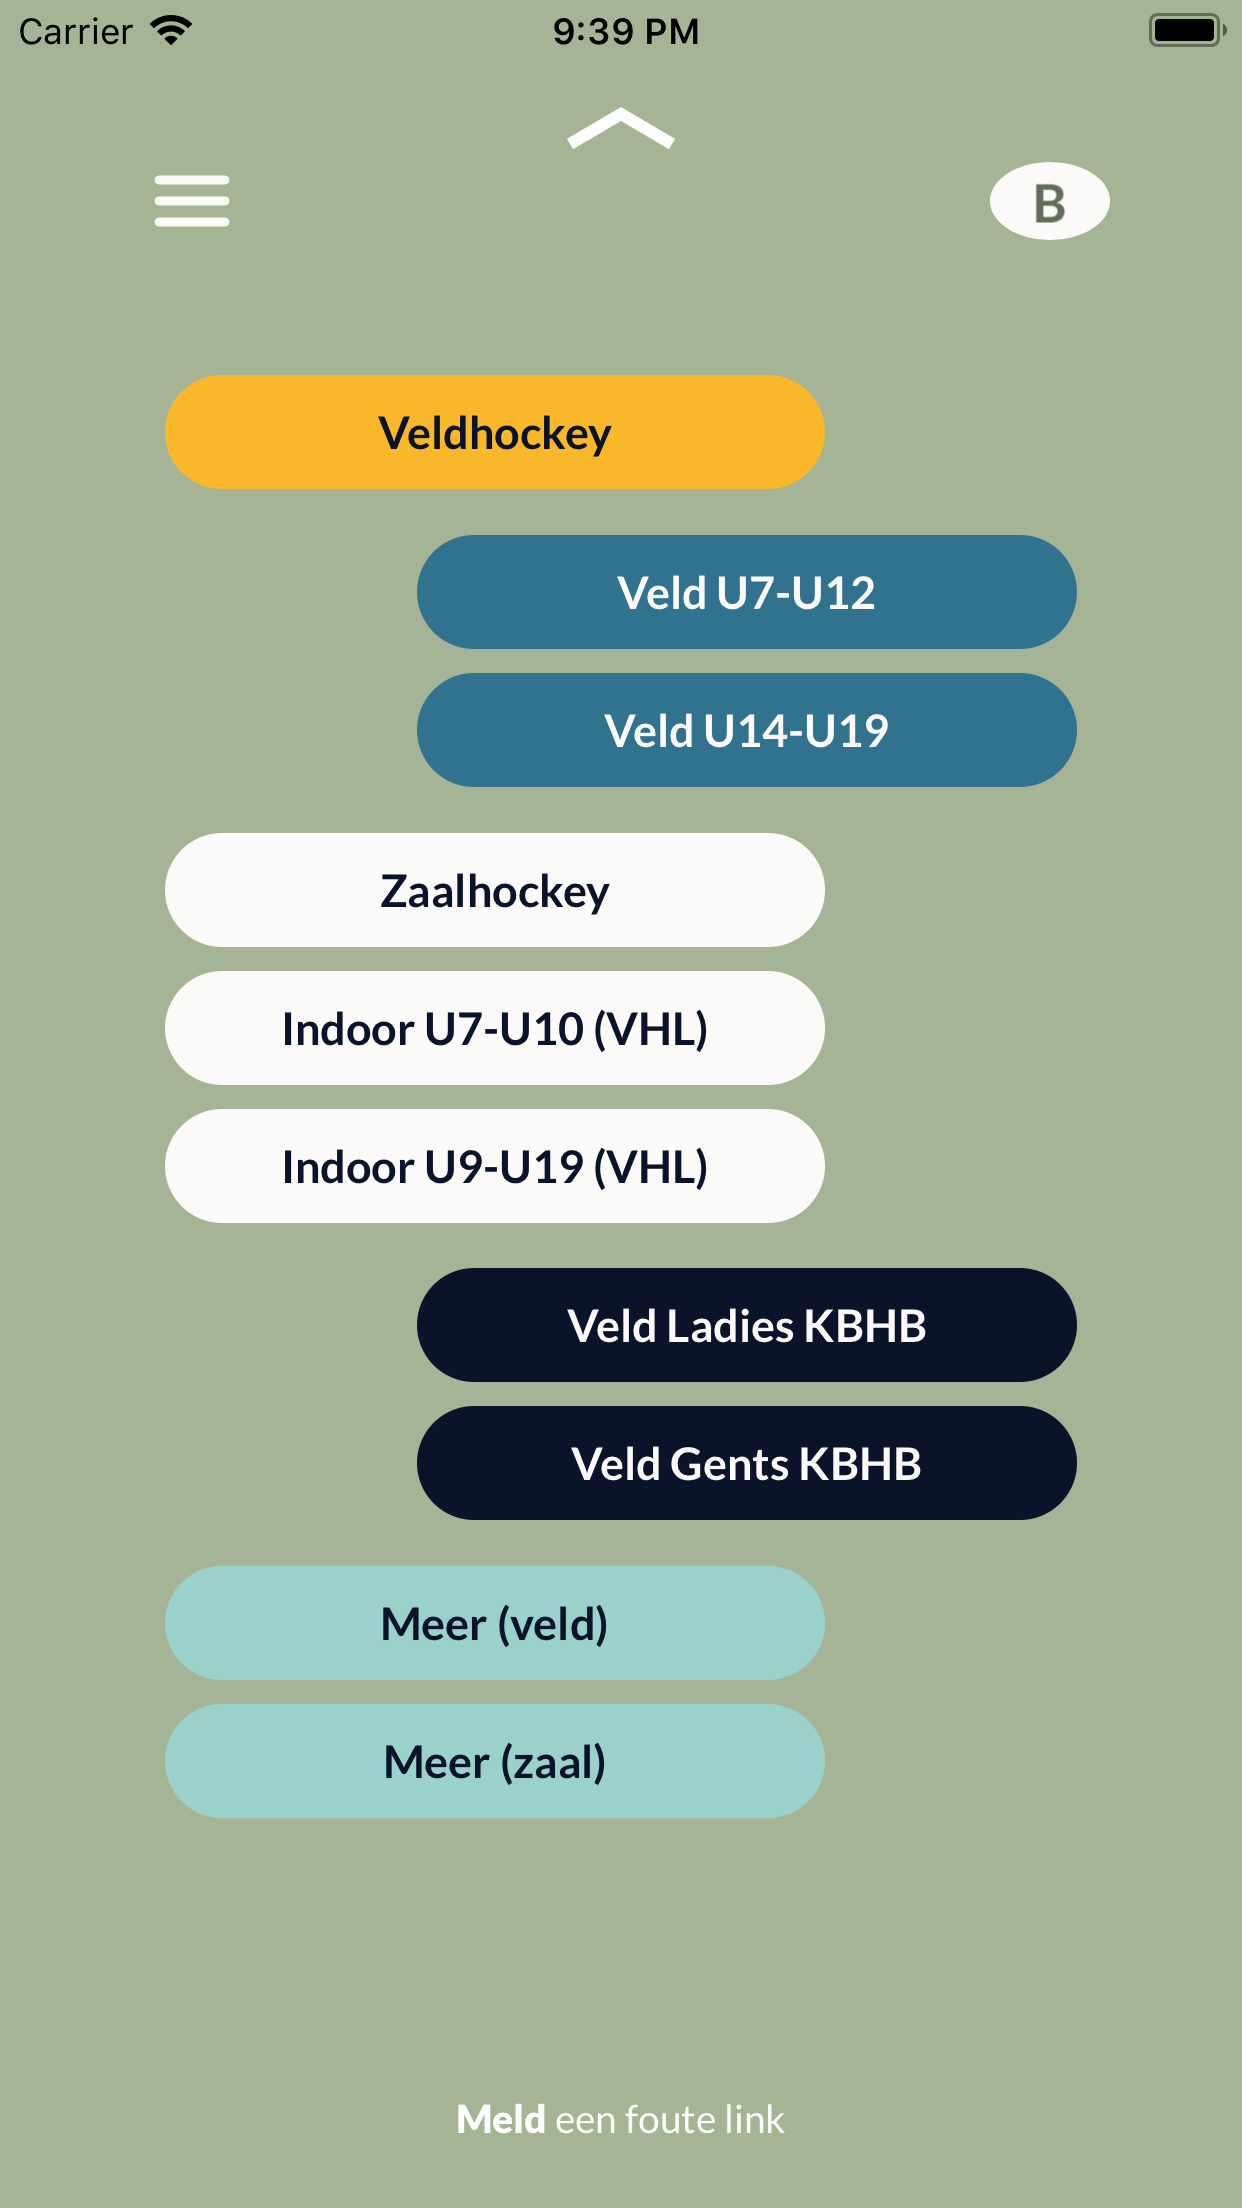 Carrier 9:39 PM
B
Veldhockey
Veld U7-U12
Veld U14-U19
Zaalhockey
Indoor U7-U10 (VHL)
Indoor U9-U19 (VHL)
Veld Ladies KBHB
Veld Gents KBHB
Meer (veld)
Meer (zaal)
Meld een foute link